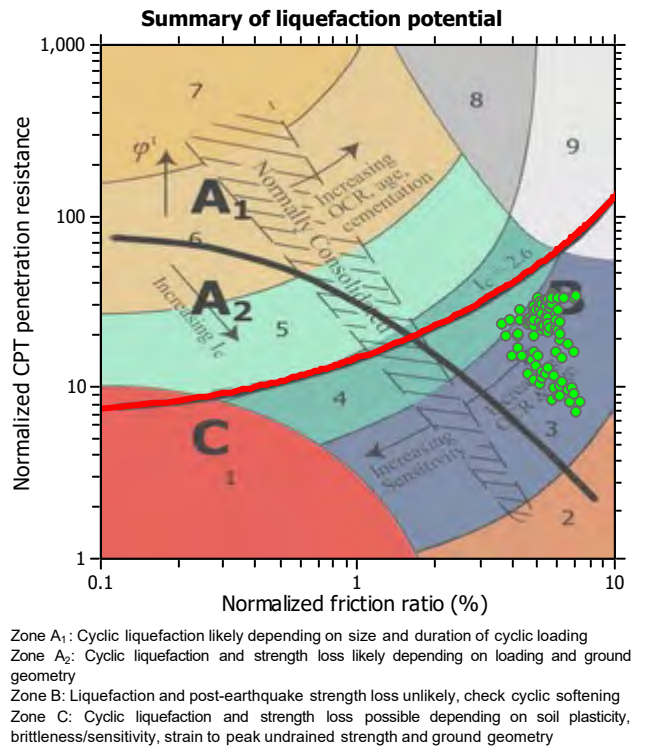 Summary of liquefaction potential
Normalized CPT penetration resistance
1,000
100
10
1
7
8
9
φ'
A1
Increasing
OCR, age,
cementation
Normally Consolidated
6
A2
Increasing Ic
5
Ic = 2.6
B
4
3
Increasing
Sensitivity
C
1
2
0.1
1
10
Normalized friction ratio (%)
Zone A1: Cyclic liquefaction likely depending on size and duration of cyclic loading
Zone A2: Cyclic liquefaction and strength loss likely depending on loading and ground
geometry
Zone B: Liquefaction and post-earthquake strength loss unlikely, check cyclic softening
Zone C: Cyclic liquefaction and strength loss possible depending on soil plasticity,
brittleness/sensitivity, strain to peak undrained strength and ground geometry